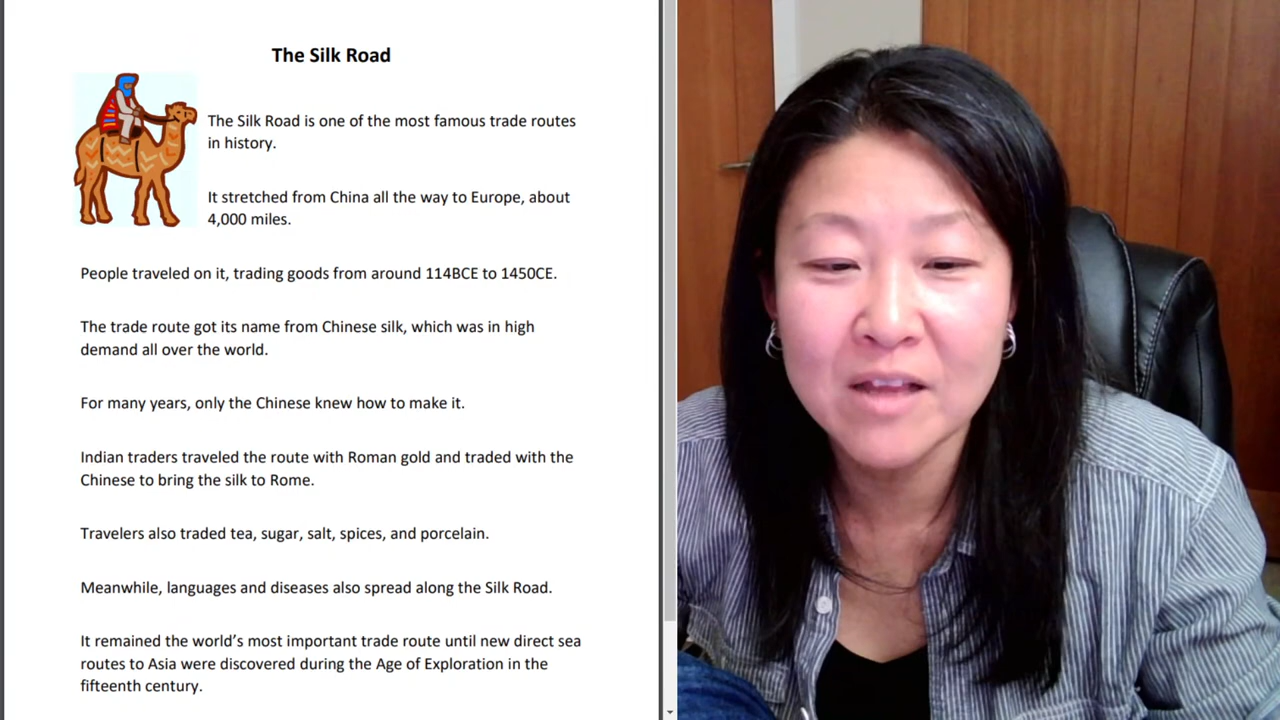 The Silk Road
The Silk Road is one of the most famous trade routes
in history.
It stretched from China all the way to Europe, about
4,000 miles.
People traveled on it, trading goods from around 114BCE to 1450CE.
The trade route got its name from Chinese silk, which was in high
demand all over the world.
For many years, only the Chinese knew how to make it.
Indian traders traveled the route with Roman gold and traded with the
Chinese to bring the silk to Rome.
Travelers also traded tea, sugar, salt, spices, and porcelain.
Meanwhile, languages and diseases also spread along the Silk Road.
It remained the world’s most important trade route until new direct sea
routes to Asia were discovered during the Age of Exploration in the
fifteenth century.